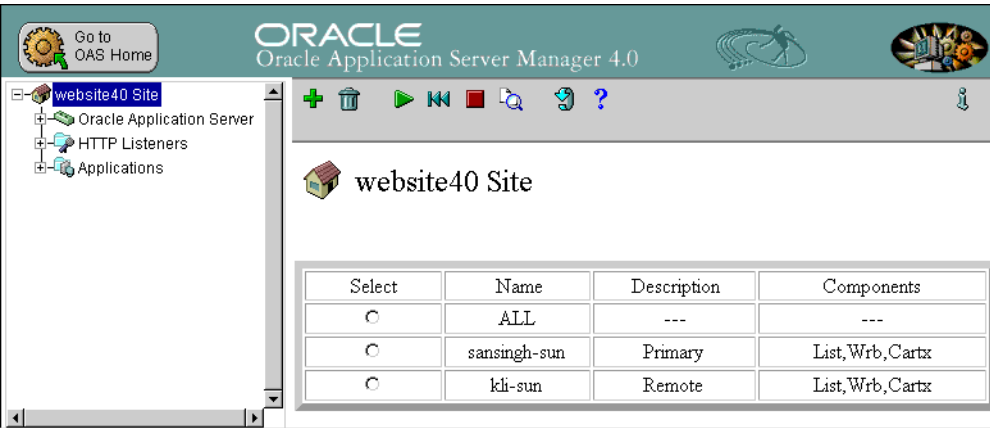 Go to
OAS Home
ORACLE
Oracle Application Server Manager 4.0
website40 Site
Oracle Application Server
HTTP Listeners
Applications
?
i
website40 Site
Select Name Description Components
ALL --- ---
sansingh-sun Primary List,Wrb,Cartx
kli-sun Remote List,Wrb,Cartx